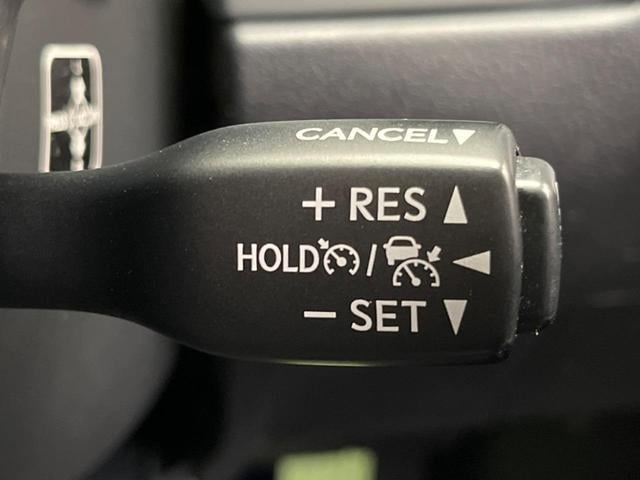 CANCEL▼
+ RES ▲
HOLD / ◀
− SET ▼